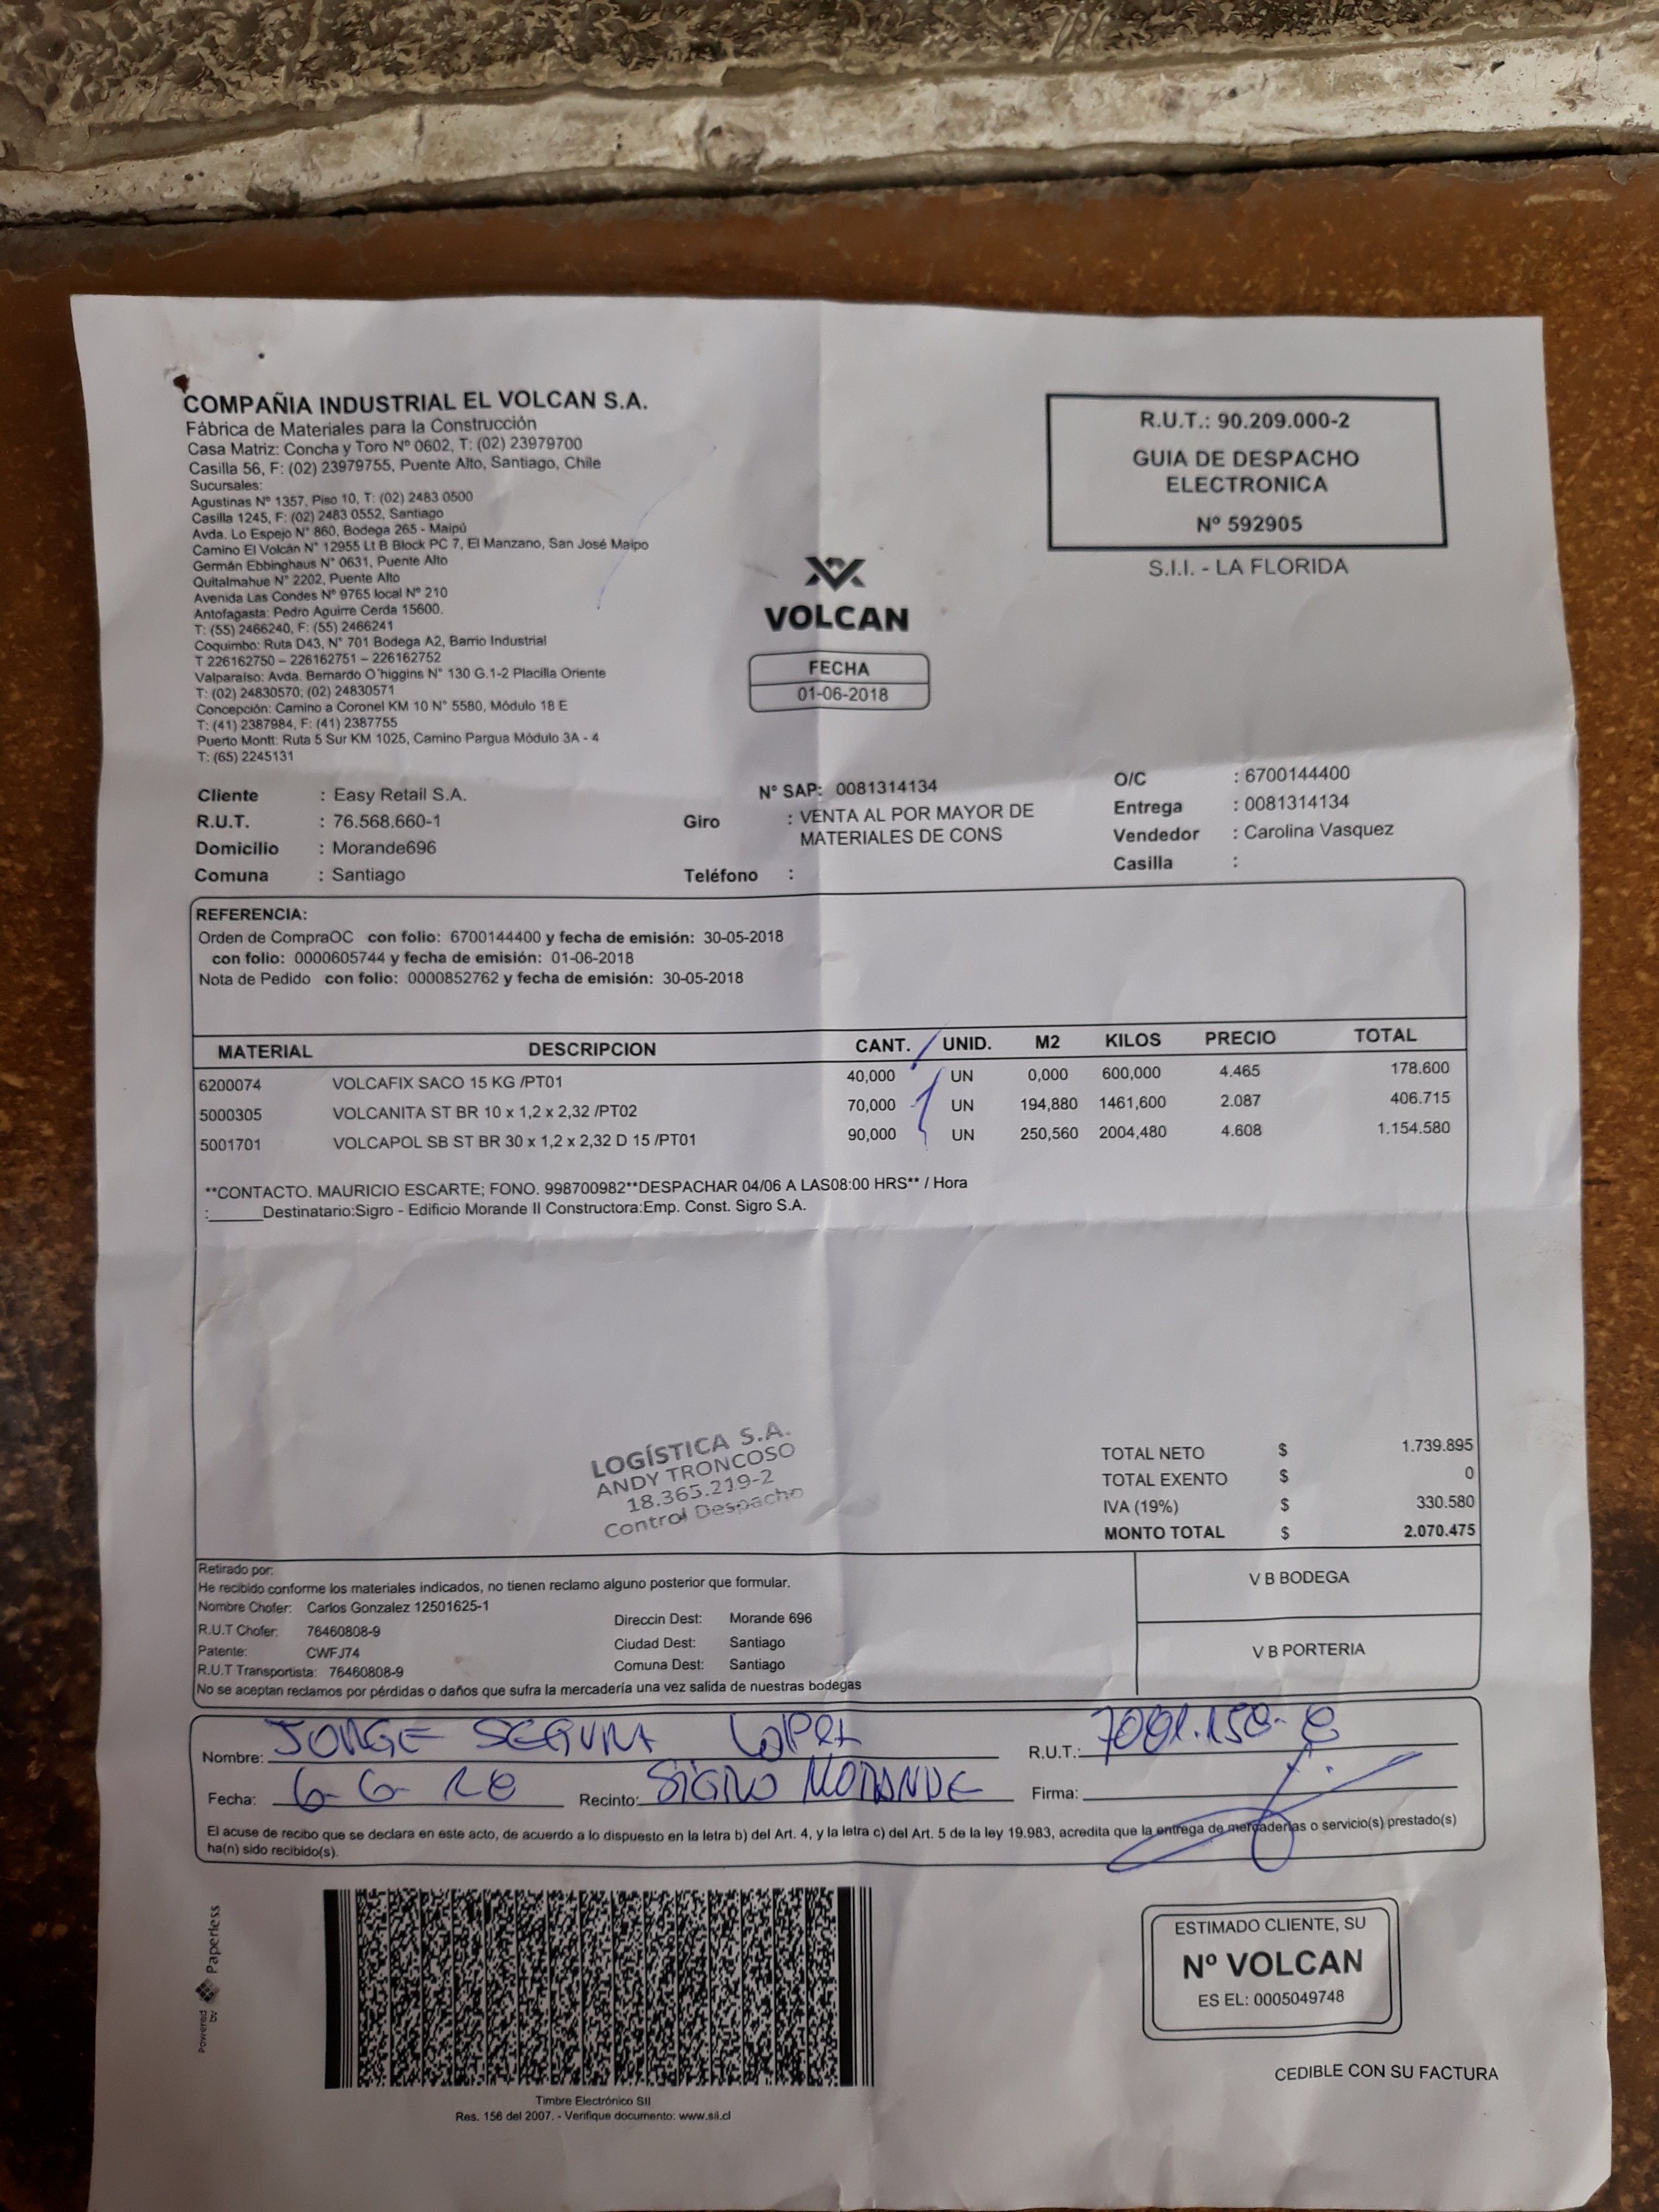 COMPAÑIA INDUSTRIAL EL VOLCAN S.A.
Fábrica de Materiales para la Construcción
Casa Matriz: Concha y Toro Nº 0602, T: (02) 23979700
Casilla 56, F: (02) 23979755, Puente Alto, Santiago, Chile
Sucursales:
Agustinas Nº 1357, Piso 10, T: (02) 2483 0500
Casilla 1245, F: (02) 2483 0552, Santiago
Avda. Lo Espejo N° 860, Bodega 265 - Maipú
Camino El Volcán N° 12955 Lt B Block PC 7, El Manzano, San José Maipo
Germán Ebbinghaus N° 0631, Puente Alto
Quitalmahue N° 2202, Puente Alto
Avenida Las Condes Nº 9765 local Nº 210
Antofagasta: Pedro Aguirre Cerda 15600.
T: (55) 2466240, F: (55) 2466241
Coquimbo: Ruta D43, N° 701 Bodega A2, Barrio Industrial
T 226162750 – 226162751 – 226162752
Valparaíso: Avda. Bernardo O´higgins N° 130 G.1-2 Placilla Oriente
T: (02) 24830570; (02) 24830571
Concepción: Camino a Coronel KM 10 N° 5580, Módulo 18 E
T: (41) 2387984, F: (41) 2387755
Puerto Montt: Ruta 5 Sur KM 1025, Camino Pargua Módulo 3A - 4
T: (65) 2245131
R.U.T.: 90.209.000-2
GUIA DE DESPACHO
ELECTRONICA
Nº 592905
S.I.I. - LA FLORIDA
VOLCAN
FECHA
01-06-2018
Cliente : Easy Retail S.A.
R.U.T. : 76.568.660-1
Domicilio : Morande696
Comuna : Santiago
N° SAP: 0081314134
Giro : VENTA AL POR MAYOR DE
MATERIALES DE CONS
Teléfono :
O/C : 6700144400
Entrega : 0081314134
Vendedor : Carolina Vasquez
Casilla :
REFERENCIA:
Orden de CompraOC con folio: 6700144400 y fecha de emisión: 30-05-2018
con folio: 0000605744 y fecha de emisión: 01-06-2018
Nota de Pedido con folio: 0000852762 y fecha de emisión: 30-05-2018
MATERIAL DESCRIPCION CANT. UNID. M2 KILOS PRECIO TOTAL
6200074 VOLCAFIX SACO 15 KG /PT01 40,000 UN 0,000 600,000 4.465 178.600
5000305 VOLCANITA ST BR 10 x 1,2 x 2,32 /PT02 70,000 UN 194,880 1461,600 2.087 406.715
5001701 VOLCAPOL SB ST BR 30 x 1,2 x 2,32 D 15 /PT01 90,000 UN 250,560 2004,480 4.608 1.154.580
**CONTACTO. MAURICIO ESCARTE; FONO. 998700982**DESPACHAR 04/06 A LAS08:00 HRS** / Hora
:______Destinatario:Sigro - Edificio Morande II Constructora:Emp. Const. Sigro S.A.
LOGÍSTICA S.A.
ANDY TRONCOSO
18.365.219-2
Control Despacho
TOTAL NETO $ 1.739.895
TOTAL EXENTO $ 0
IVA (19%) $ 330.580
MONTO TOTAL $ 2.070.475
Retirado por:
He recibido conforme los materiales indicados, no tienen reclamo alguno posterior que formular.
Nombre Chofer: Carlos Gonzalez 12501625-1
R.U.T Chofer: 76460808-9
Patente: CWFJ74
R.U.T Transportista: 76460808-9
Direccin Dest: Morande 696
Ciudad Dest: Santiago
Comuna Dest: Santiago
No se aceptan reclamos por pérdidas o daños que sufra la mercadería una vez salida de nuestras bodegas
V B BODEGA
V B PORTERIA
Nombre: JORGE SEGURA R.U.T.:
Fecha: 6-6-18 Recinto: SIGRO MORANDE Firma:
El acuse de recibo que se declara en este acto, de acuerdo a lo dispuesto en la letra b) del Art. 4, y la letra c) del Art. 5 de la ley 19.983, acredita que la entrega de mercaderías o servicio(s) prestado(s)
ha(n) sido recibido(s).
Powered by Paperless
Timbre Electrónico SII
Res. 156 del 2007. - Verifique documento: www.sii.cl
ESTIMADO CLIENTE, SU
Nº VOLCAN
ES EL: 0005049748
CEDIBLE CON SU FACTURA